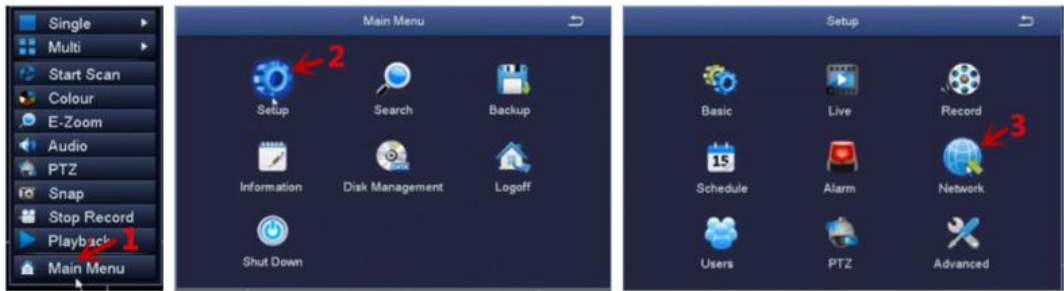 Single
Multi
Start Scan
Colour
E-Zoom
Audio
PTZ
Snap
Stop Record
Playback
1
Main Menu
Main Menu
2
Setup Search Backup
Information Disk Management Logoff
Shut Down
Setup
Basic Live Record
3
15
Schedule Alarm Network
Users PTZ Advanced